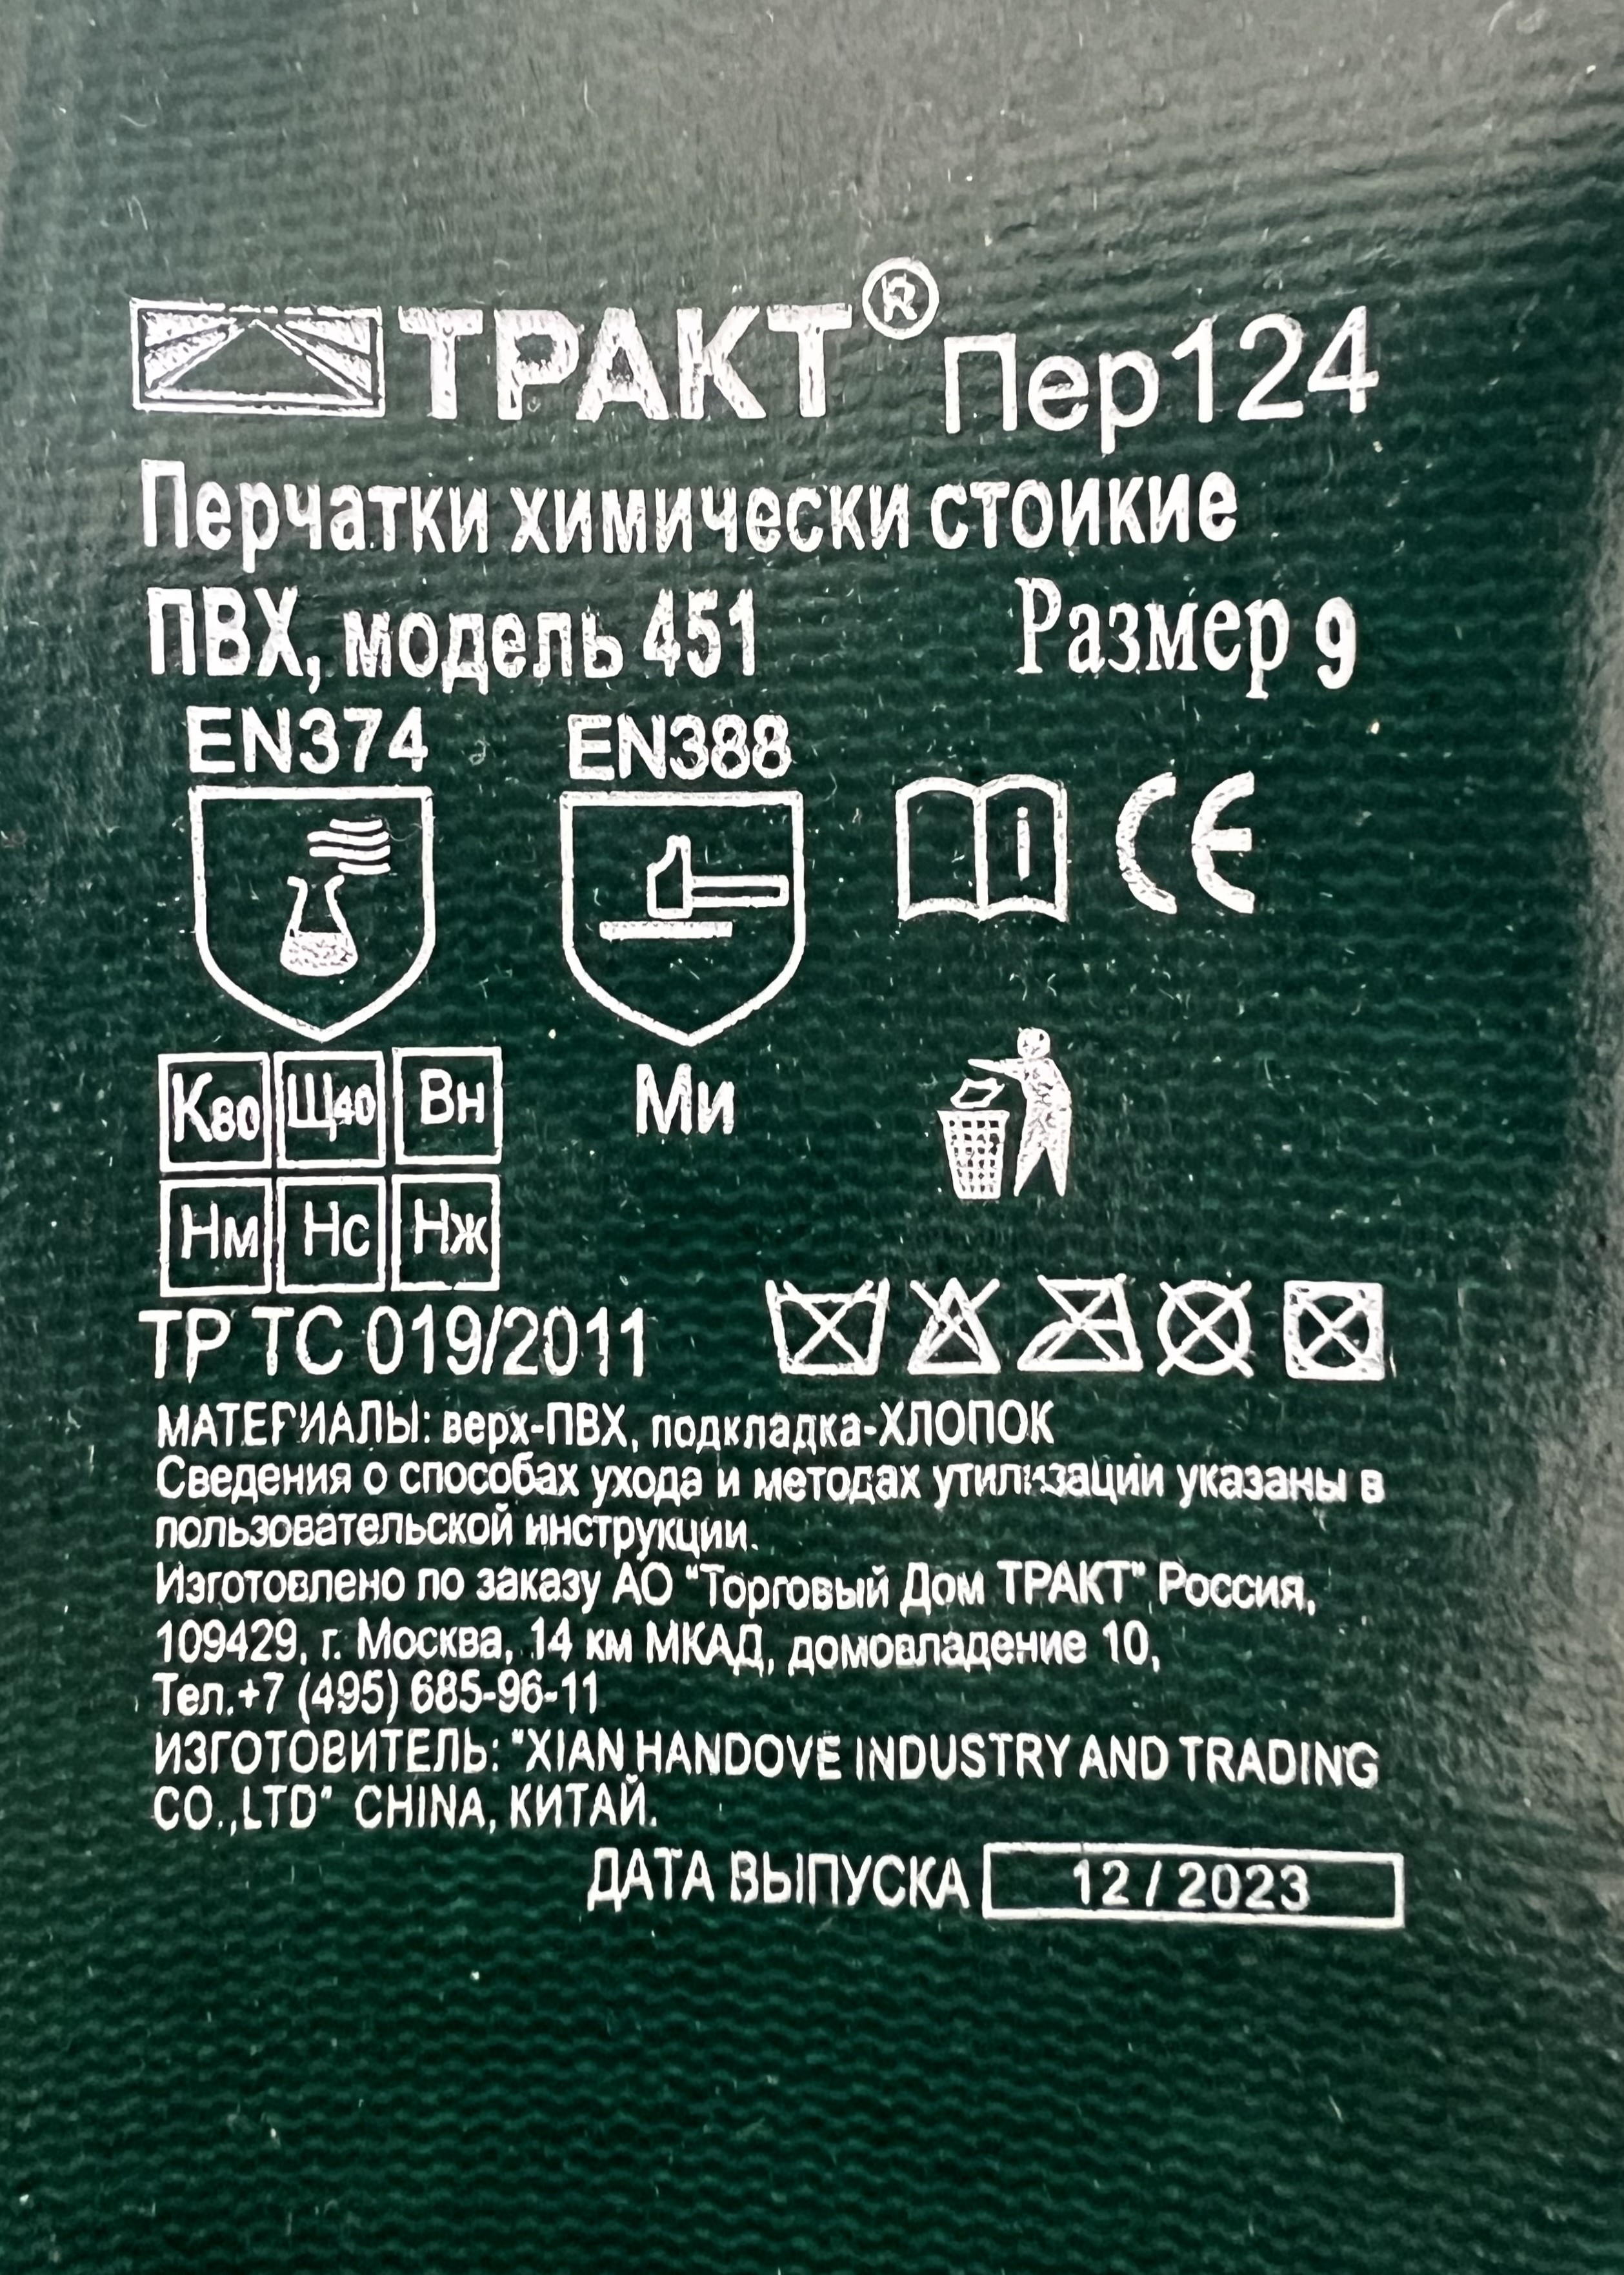 ТРАКТ® Пер124
Перчатки химически стоикие
ПВХ, модель 451 Размер 9
EN374 EN388
i CE
К80 Щ40 Вн Ми
Нм Нс Нж
ТР ТС 019/2011
МАТЕРИАЛЫ: верх-ПВХ, подкладка-ХЛОПОК
Сведения о способах ухода и методах утилизации указаны в
пользовательской инструкции.
Изготовлено по заказу АО "Торговый Дом ТРАКТ" Россия,
109429, г. Москва, 14 км МКАД, домовладение 10,
Тел.+7 (495) 685-96-11
ИЗГОТОВИТЕЛЬ: "XIAN HANDOVE INDUSTRY AND TRADING
CO.,LTD" CHINA, КИТАЙ.
ДАТА ВЫПУСКА 12/2023